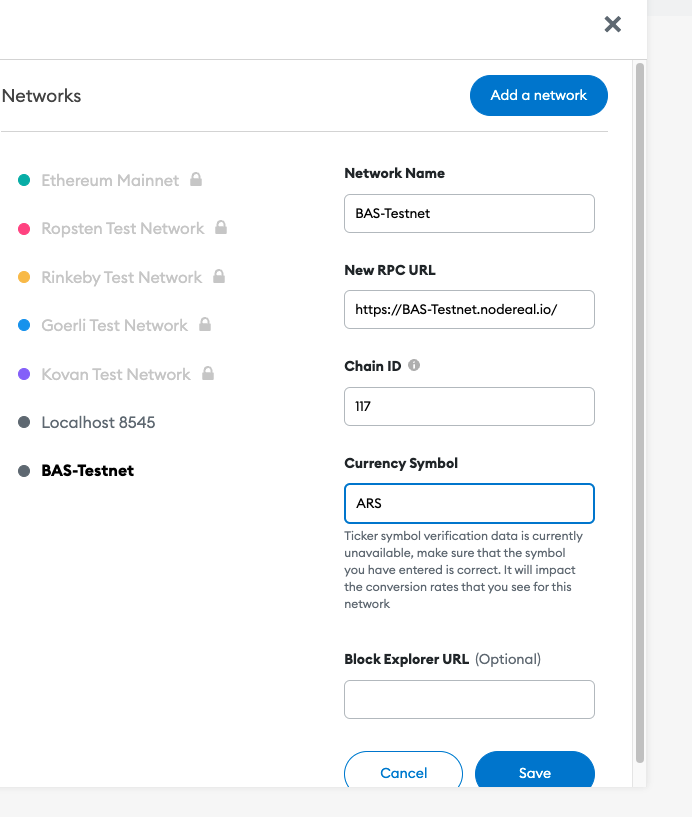 Networks
Add a network
Ethereum Mainnet
Ropsten Test Network
Rinkeby Test Network
Goerli Test Network
Kovan Test Network
Localhost 8545
BAS-Testnet
Network Name
BAS-Testnet
New RPC URL
https://BAS-Testnet.nodereal.io/
Chain ID
117
Currency Symbol
ARS
Ticker symbol verification data is currently
unavailable, make sure that the symbol
you have entered is correct. It will impact
the conversion rates that you see for this
network
Block Explorer URL (Optional)
Cancel
Save